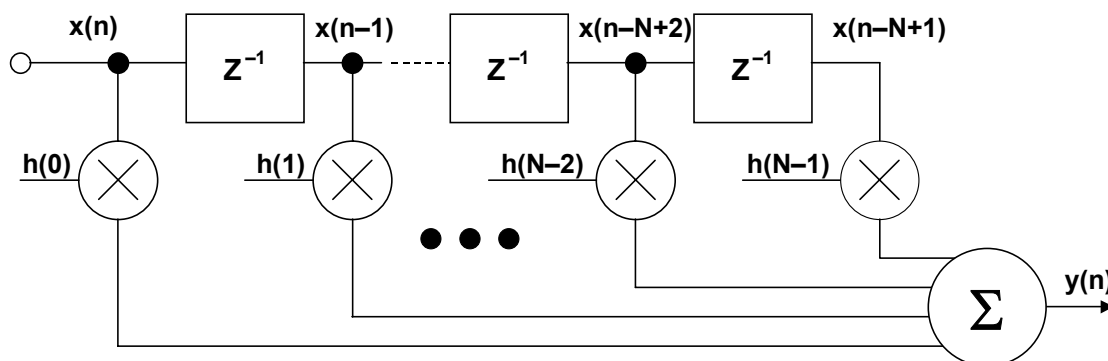 x(n) x(n–1) x(n–N+2) x(n–N+1)
Z⁻¹ Z⁻¹ Z⁻¹
h(0) h(1) h(N–2) h(N–1)
y(n)
Σ